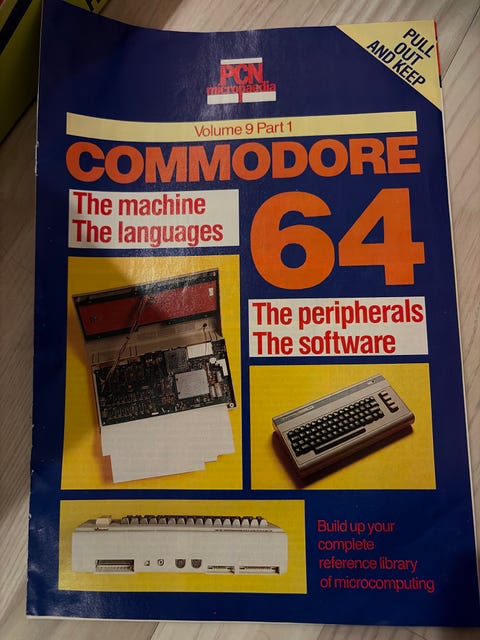 PULL
OUT
AND KEEP
PCN
micropaedia
Volume 9 Part 1
COMMODORE
64
The machine
The languages
The peripherals
The software
Build up your
complete
reference library
of microcomputing